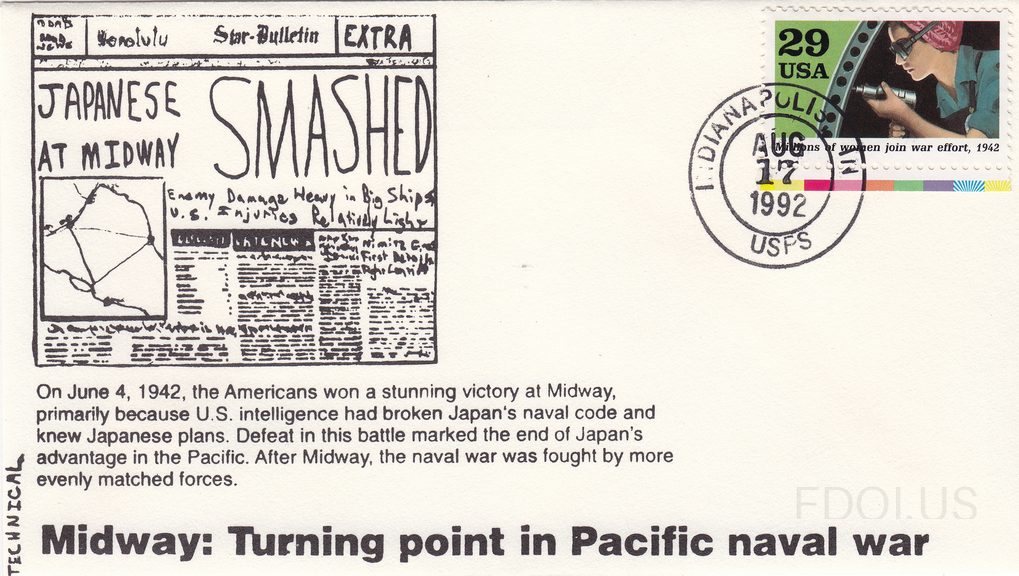 Honolulu Star-Bulletin EXTRA
JAPANESE SMASHED
AT MIDWAY
Enemy Damage Heavy in Big Ships
U.S. Injuries Relatively Light
On June 4, 1942, the Americans won a stunning victory at Midway,
primarily because U.S. intelligence had broken Japan's naval code and
knew Japanese plans. Defeat in this battle marked the end of Japan's
advantage in the Pacific. After Midway, the naval war was fought by more
evenly matched forces.
Midway: Turning point in Pacific naval war
TECHNICAL
29
USA
Millions of women join war effort, 1942
INDIANAPOLIS, IN
AUG
17
1992
USPS
FDOI.US